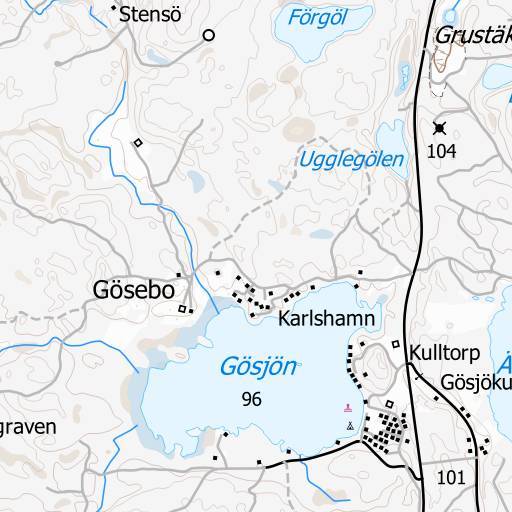 Stensö
Förgöl
Grustäk
Ugglegölen
104
Gösebo
Karlshamn
Kulltorp
Gösjön
Gösjöku
96
graven
101